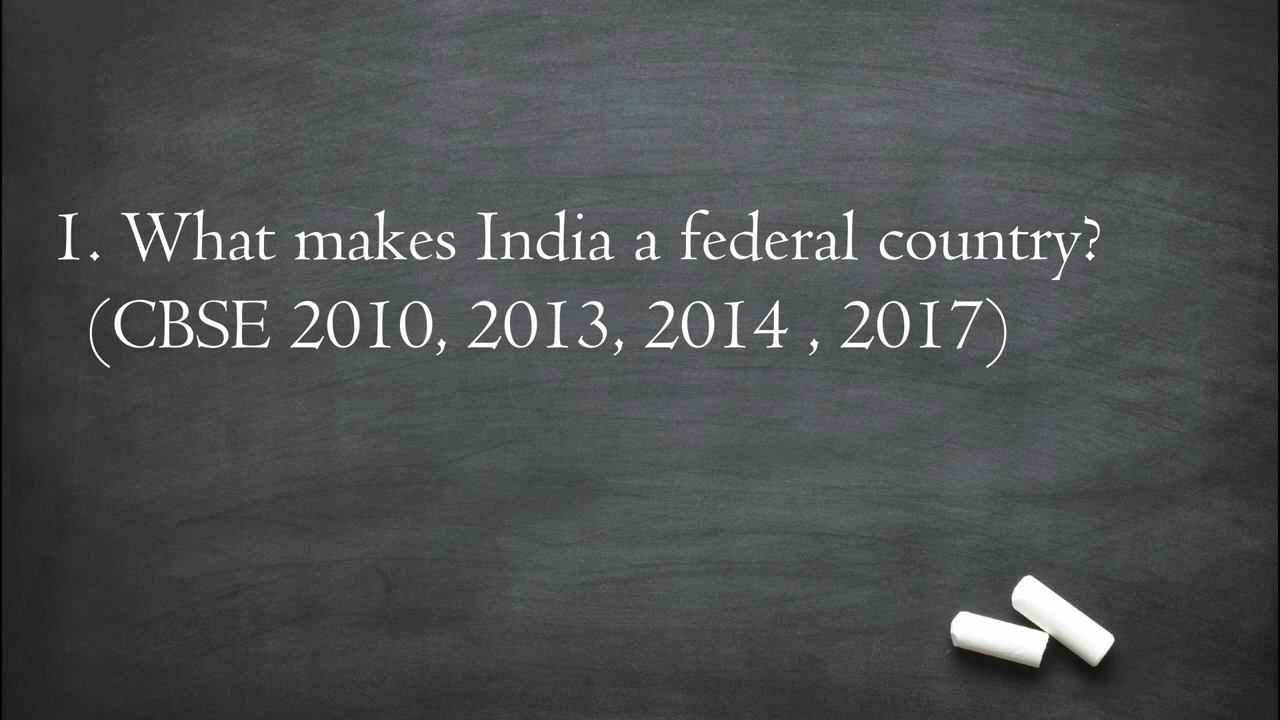 1. What makes India a federal country?
(CBSE 2010, 2013, 2014 , 2017)